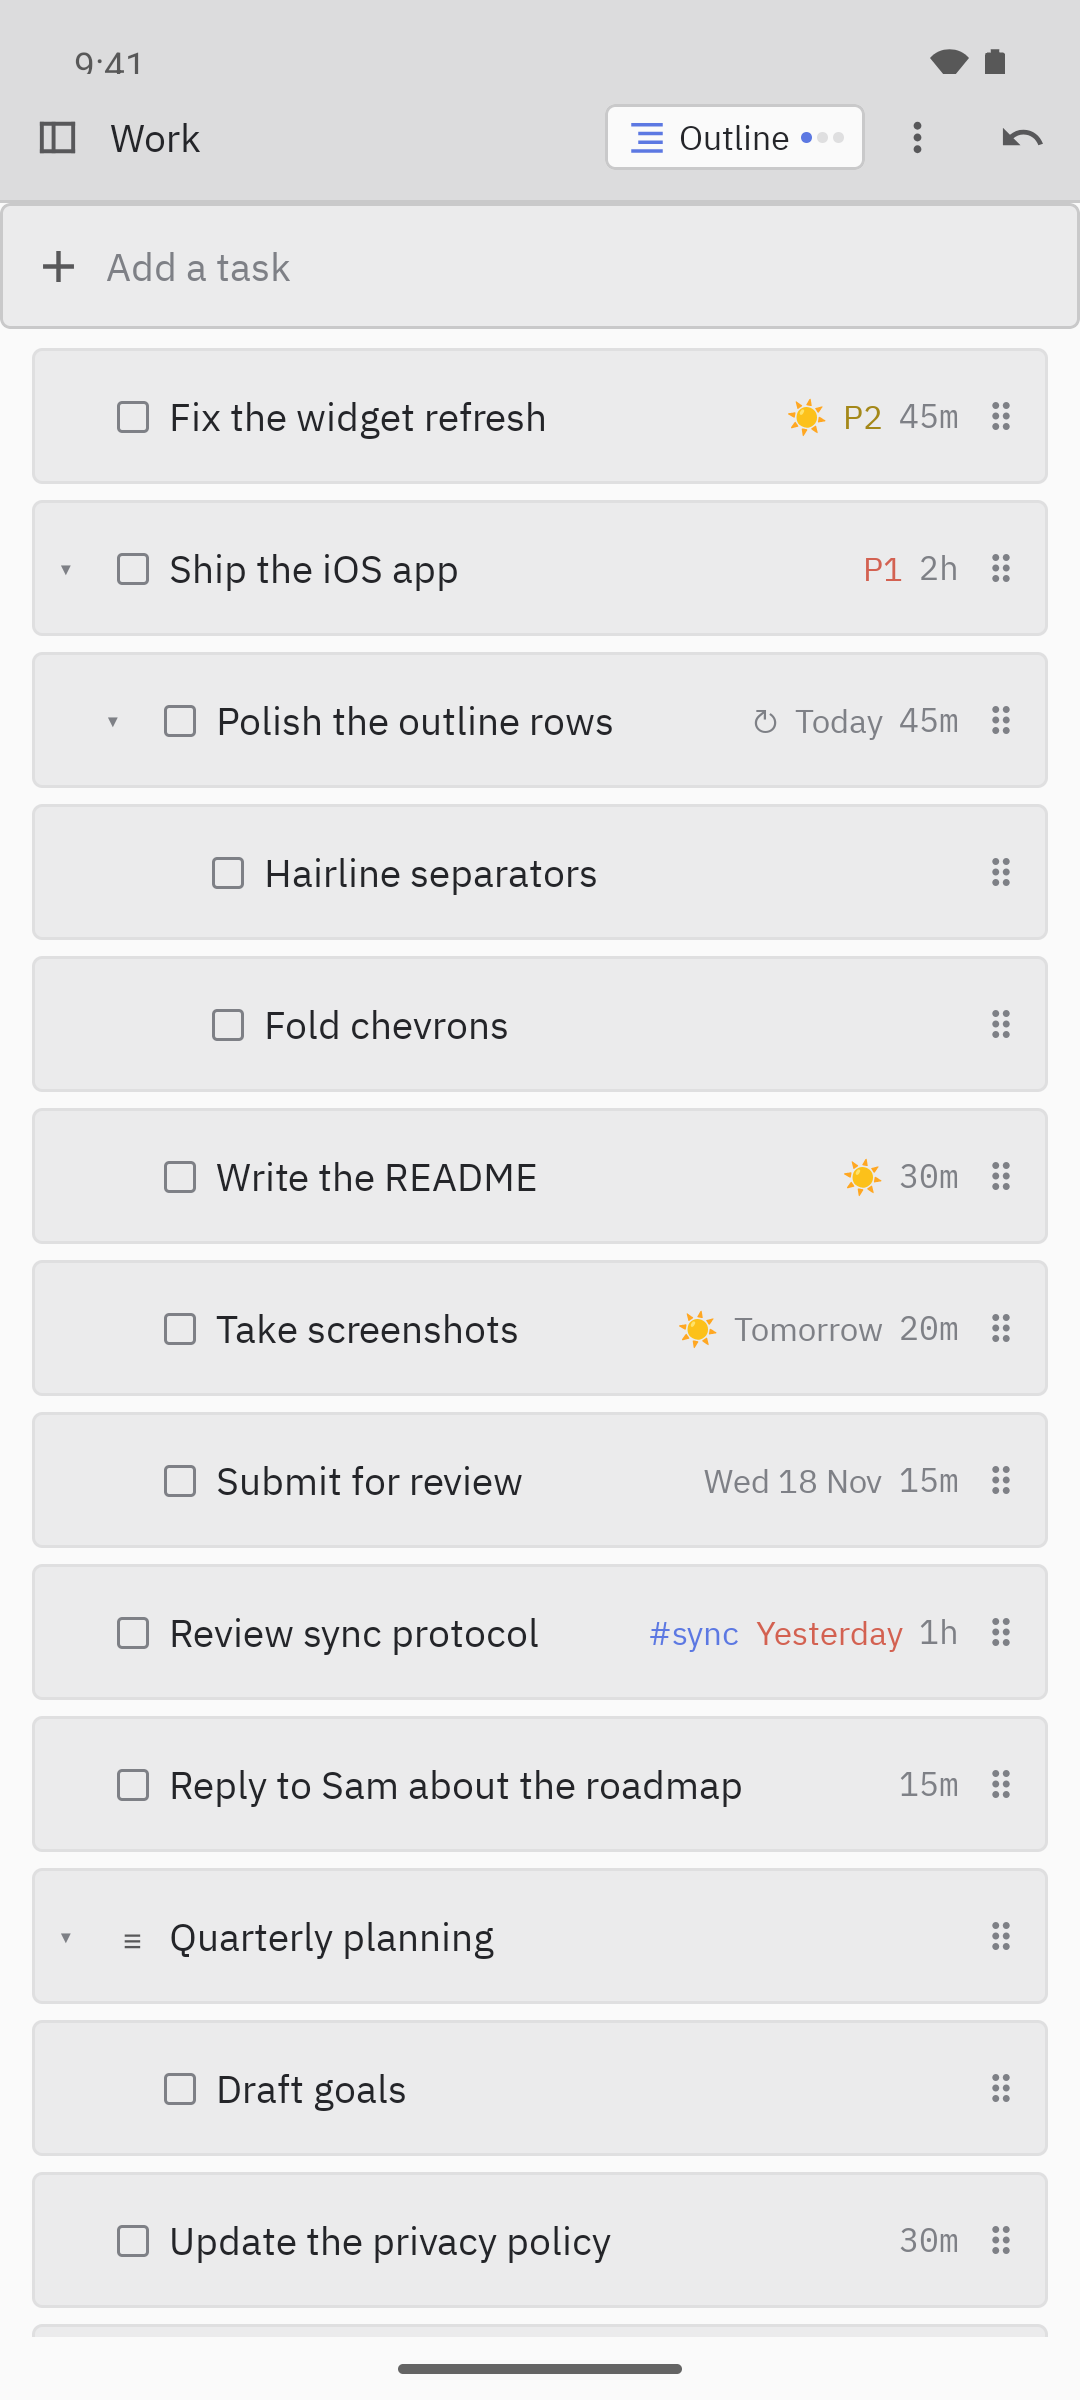 9:41
Work
Outline
Add a task
Fix the widget refresh P2 45m
Ship the iOS app P1 2h
Polish the outline rows Today 45m
Hairline separators
Fold chevrons
Write the README 30m
Take screenshots Tomorrow 20m
Submit for review Wed 18 Nov 15m
Review sync protocol #sync Yesterday 1h
Reply to Sam about the roadmap 15m
Quarterly planning
Draft goals
Update the privacy policy 30m